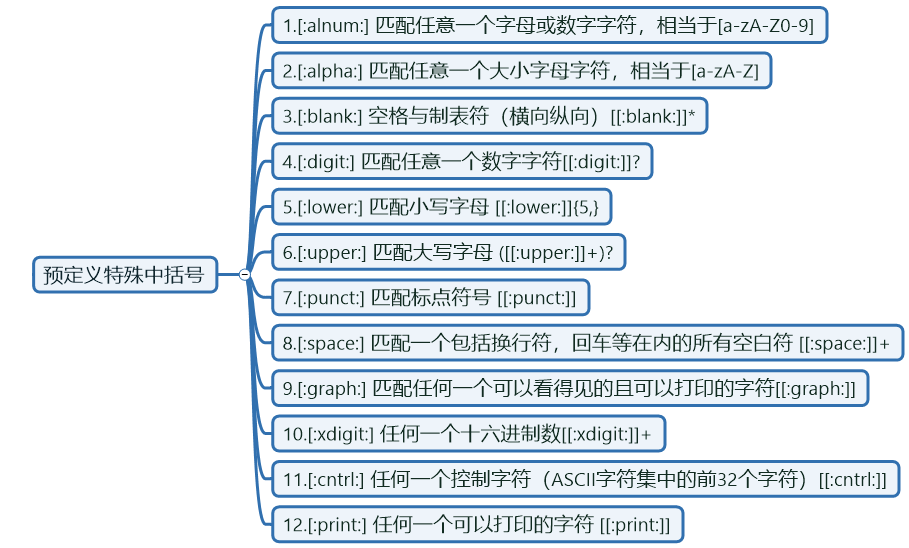 预定义特殊中括号
1.[:alnum:] 匹配任意一个字母或数字字符，相当于[a-zA-Z0-9]
2.[:alpha:] 匹配任意一个大小字母字符，相当于[a-zA-Z]
3.[:blank:] 空格与制表符（横向纵向）[[:blank:]]*
4.[:digit:] 匹配任意一个数字字符[[:digit:]]?
5.[:lower:] 匹配小写字母 [[:lower:]]{5,}
6.[:upper:] 匹配大写字母 ([[:upper:]]+)?
7.[:punct:] 匹配标点符号 [[:punct:]]
8.[:space:] 匹配一个包括换行符，回车等在内的所有空白符 [[:space:]]+
9.[:graph:] 匹配任何一个可以看得见的且可以打印的字符[[:graph:]]
10.[:xdigit:] 任何一个十六进制数[[:xdigit:]]+
11.[:cntrl:] 任何一个控制字符（ASCII字符集中的前32个字符）[[:cntrl:]]
12.[:print:] 任何一个可以打印的字符 [[:print:]]